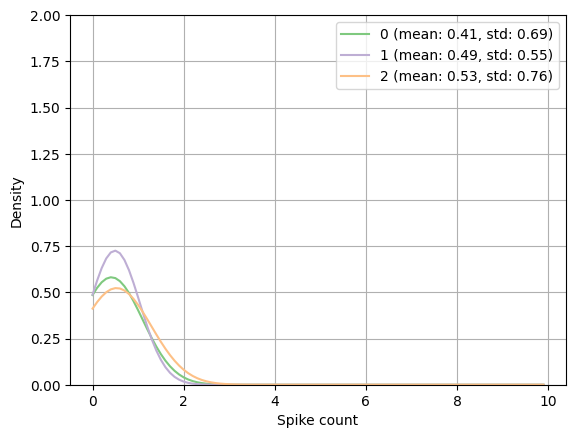 2.00
1.75
1.50
1.25
1.00
0.75
0.50
0.25
0.00
Density
0 (mean: 0.41, std: 0.69)
1 (mean: 0.49, std: 0.55)
2 (mean: 0.53, std: 0.76)
0 2 4 6 8 10
Spike count